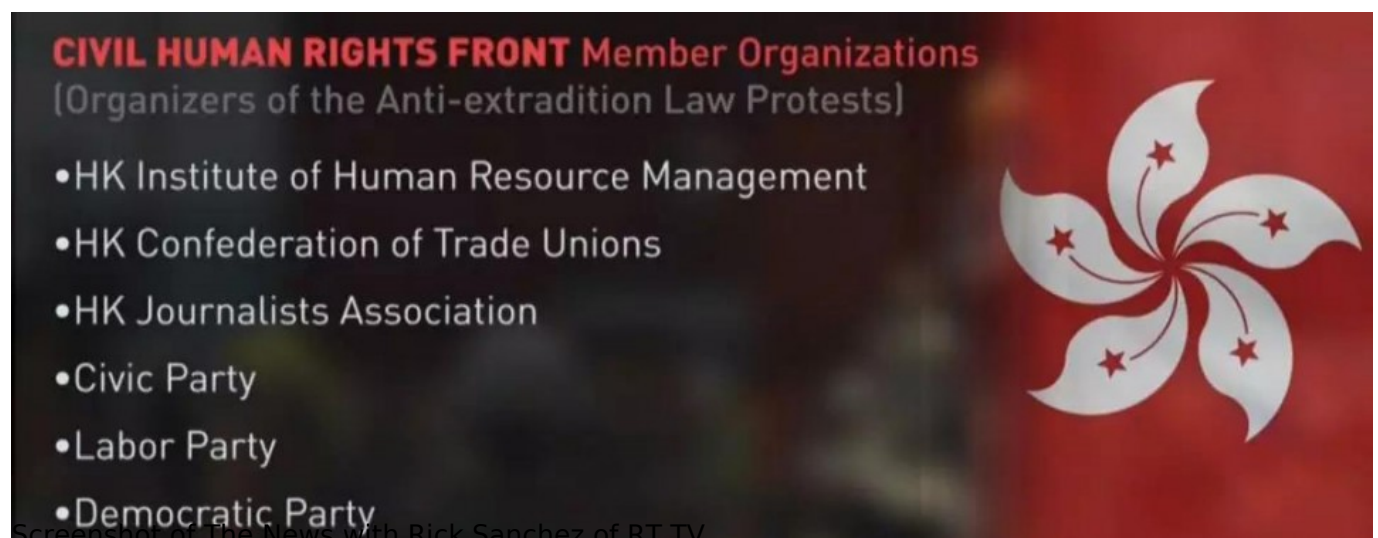 CIVIL HUMAN RIGHTS FRONT Member Organizations
(Organizers of the Anti-extradition Law Protests)
•HK Institute of Human Resource Management
•HK Confederation of Trade Unions
•HK Journalists Association
•Civic Party
•Labor Party
•Democratic Party
Screenshot of The News with Rick Sanchez of RT TV